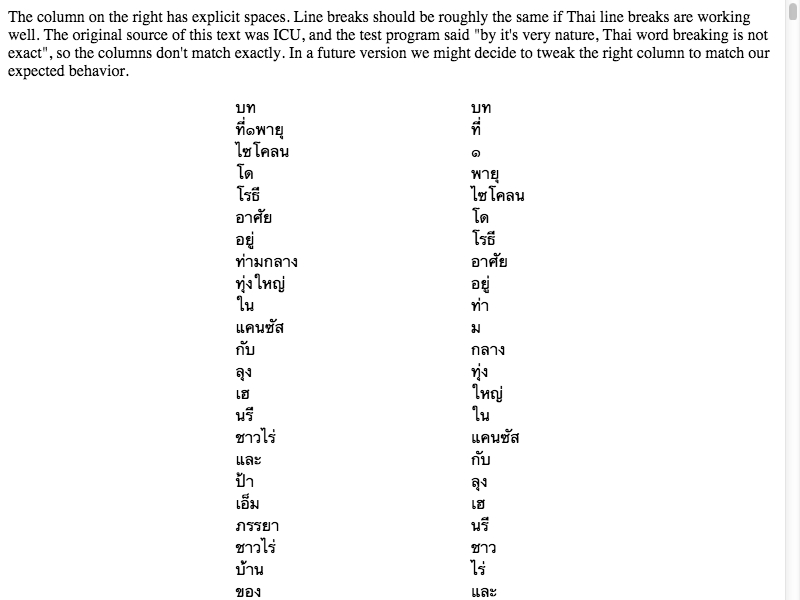 The column on the right has explicit spaces. Line breaks should be roughly the same if Thai line breaks are working
well. The original source of this text was ICU, and the test program said "by it's very nature, Thai word breaking is not
exact", so the columns don't match exactly. In a future version we might decide to tweak the right column to match our
expected behavior.
บท
ที่๑พายุ
ไซโคลน
โด
โรธี
อาศัย
อยู่
ท่ามกลาง
ทุ่งใหญ่
ใน
แคนซัส
กับ
ลุง
เฮ
นรี
ชาวไร่
และ
ป้า
เอ็ม
ภรรยา
ชาวไร่
บ้าน
ของ
บท
ที่
๑
พายุ
ไซโคลน
โด
โรธี
อาศัย
อยู่
ท่า
ม
กลาง
ทุ่ง
ใหญ่
ใน
แคนซัส
กับ
ลุง
เฮ
นรี
ชาว
ไร่
และ